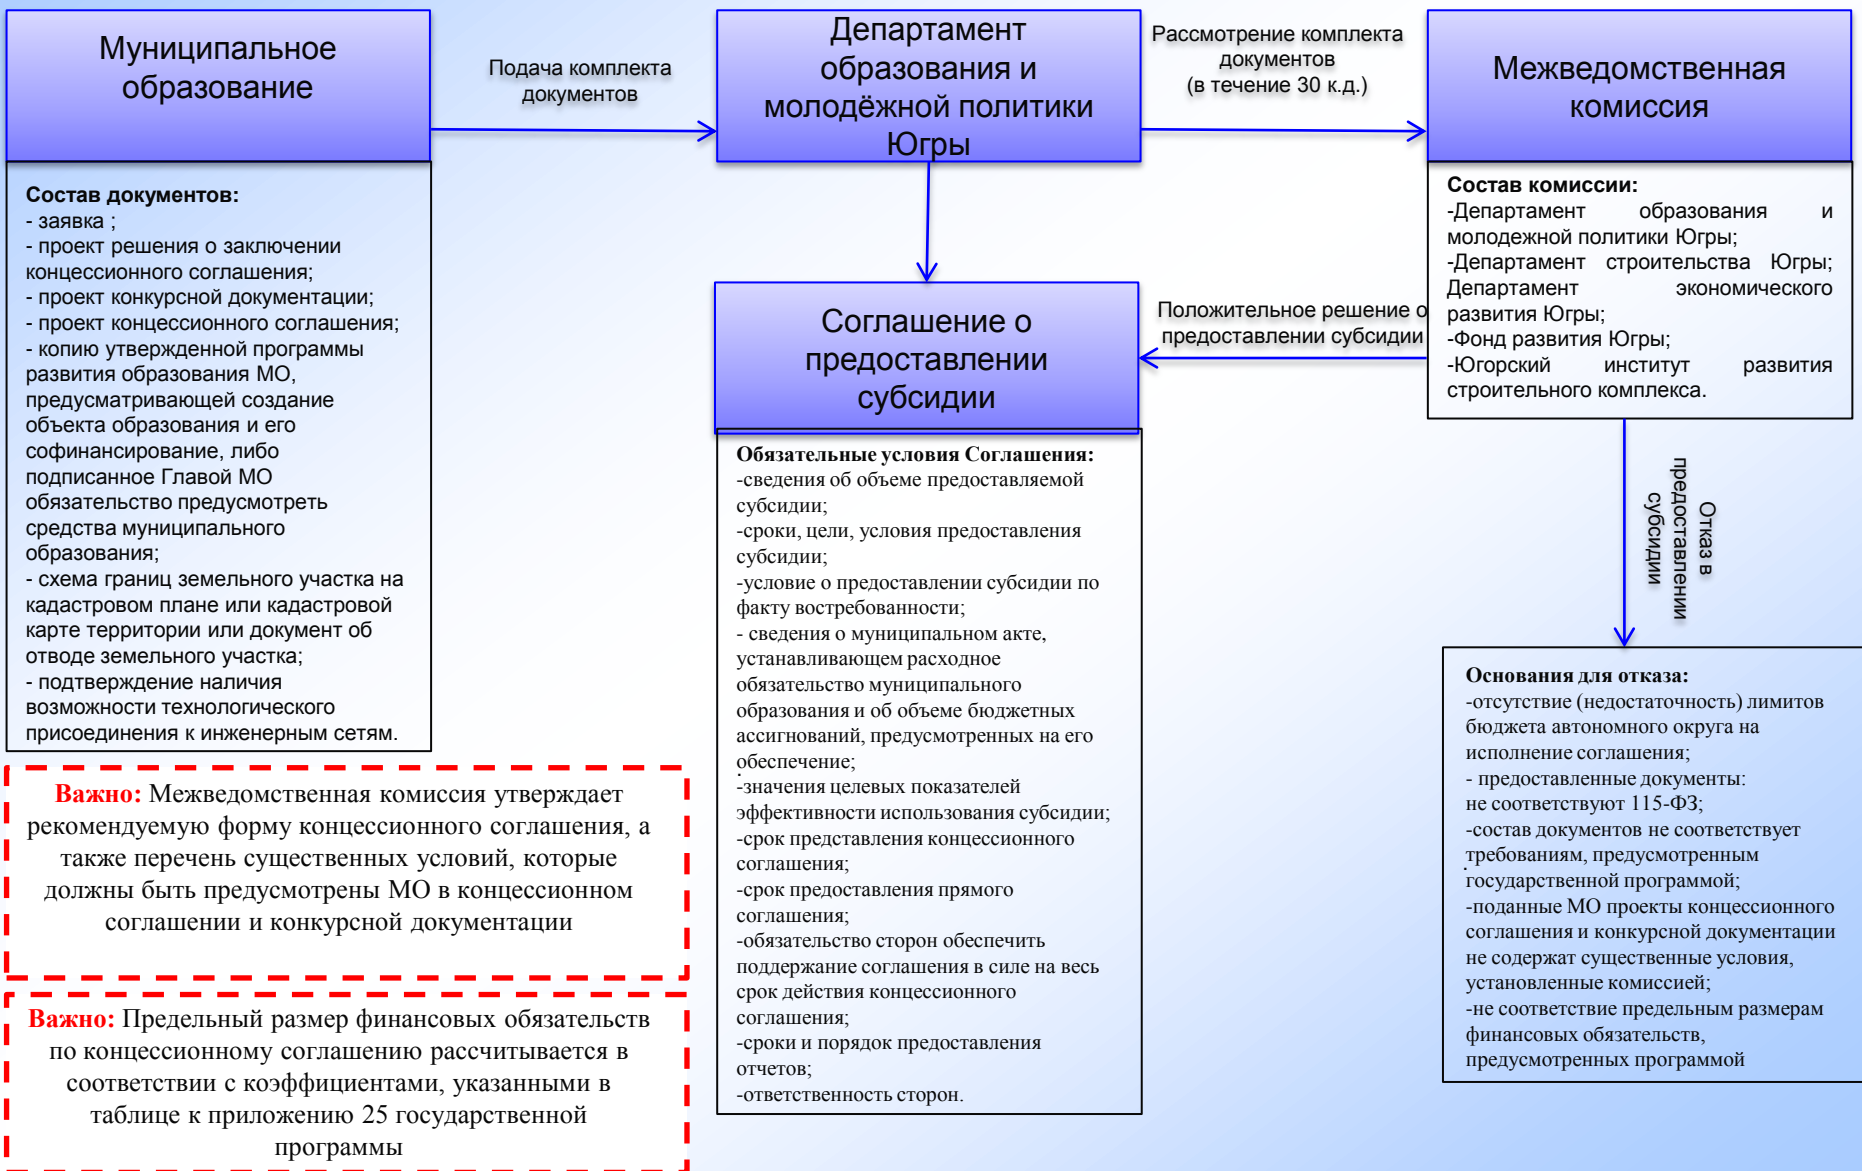 Муниципальное
образование
Подача комплекта
документов
Департамент
образования и
молодёжной политики
Югры
Рассмотрение комплекта
документов
(в течение 30 к.д.)
Межведомственная
комиссия
Состав документов:
- заявка ;
- проект решения о заключении
концессионного соглашения;
- проект конкурсной документации;
- проект концессионного соглашения;
- копию утвержденной программы
развития образования МО,
предусматривающей создание
объекта образования и его
софинансирование, либо
подписанное Главой МО
обязательство предусмотреть
средства муниципального
образования;
- схема границ земельного участка на
кадастровом плане или кадастровой
карте территории или документ об
отводе земельного участка;
- подтверждение наличия
возможности технологического
присоединения к инженерным сетям.
Состав комиссии:
-Департамент образования и
молодежной политики Югры;
-Департамент строительства Югры;
Департамент экономического
развития Югры;
-Фонд развития Югры;
-Югорский институт развития
строительного комплекса.
Соглашение о
предоставлении
субсидии
Положительное решение о
предоставлении субсидии
Обязательные условия Соглашения:
-сведения об объеме предоставляемой
субсидии;
-сроки, цели, условия предоставления
субсидии;
-условие о предоставлении субсидии по
факту востребованности;
- сведения о муниципальном акте,
устанавливающем расходное
обязательство муниципального
образования и об объеме бюджетных
ассигнований, предусмотренных на его
обеспечение;
-значения целевых показателей
эффективности использования субсидии;
-срок представления концессионного
соглашения;
-срок предоставления прямого
соглашения;
-обязательство сторон обеспечить
поддержание соглашения в силе на весь
срок действия концессионного
соглашения;
-сроки и порядок предоставления
отчетов;
-ответственность сторон.
Отказ в
предоставлении
субсидии
Основания для отказа:
-отсутствие (недостаточность) лимитов
бюджета автономного округа на
исполнение соглашения;
- предоставленные документы:
не соответствуют 115-ФЗ;
-состав документов не соответствует
требованиям, предусмотренным
государственной программой;
-поданные МО проекты концессионного
соглашения и конкурсной документации
не содержат существенные условия,
установленные комиссией;
-не соответствие предельным размерам
финансовых обязательств,
предусмотренных программой
Важно: Межведомственная комиссия утверждает
рекомендуемую форму концессионного соглашения, а
также перечень существенных условий, которые
должны быть предусмотрены МО в концессионном
соглашении и конкурсной документации
Важно: Предельный размер финансовых обязательств
по концессионному соглашению рассчитывается в
соответствии с коэффициентами, указанными в
таблице к приложению 25 государственной
программы